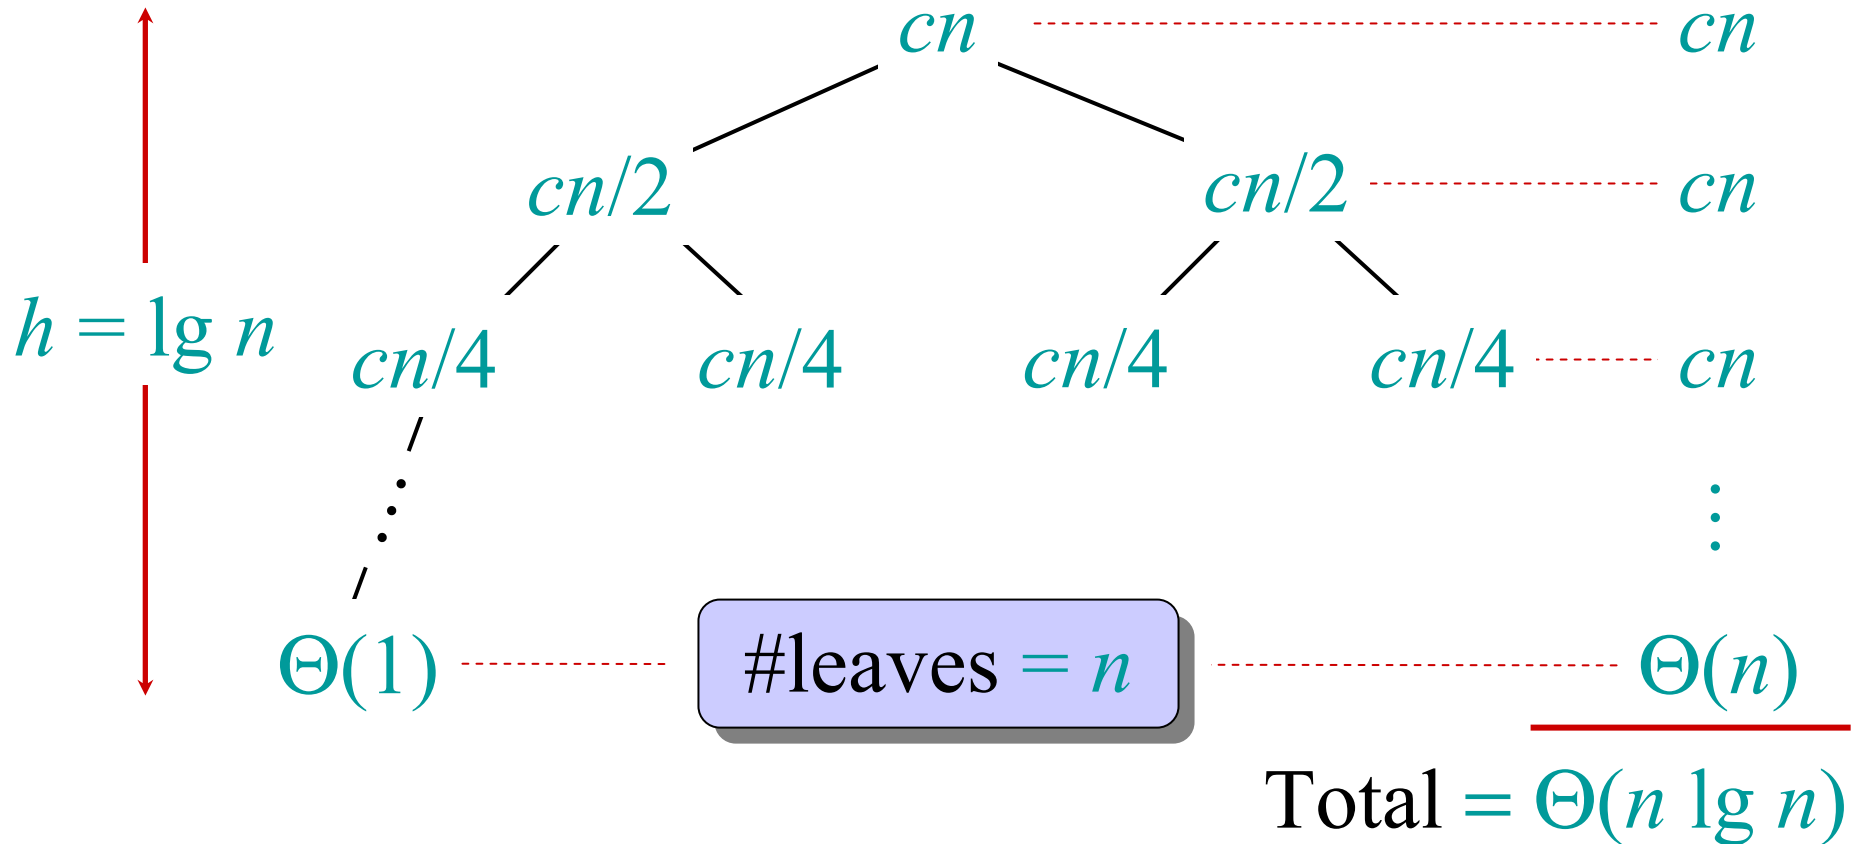 cn cn
cn/2 cn/2 cn
h = lg n
cn/4 cn/4 cn/4 cn/4 cn
Θ(1) #leaves = n Θ(n)
Total = Θ(n lg n)